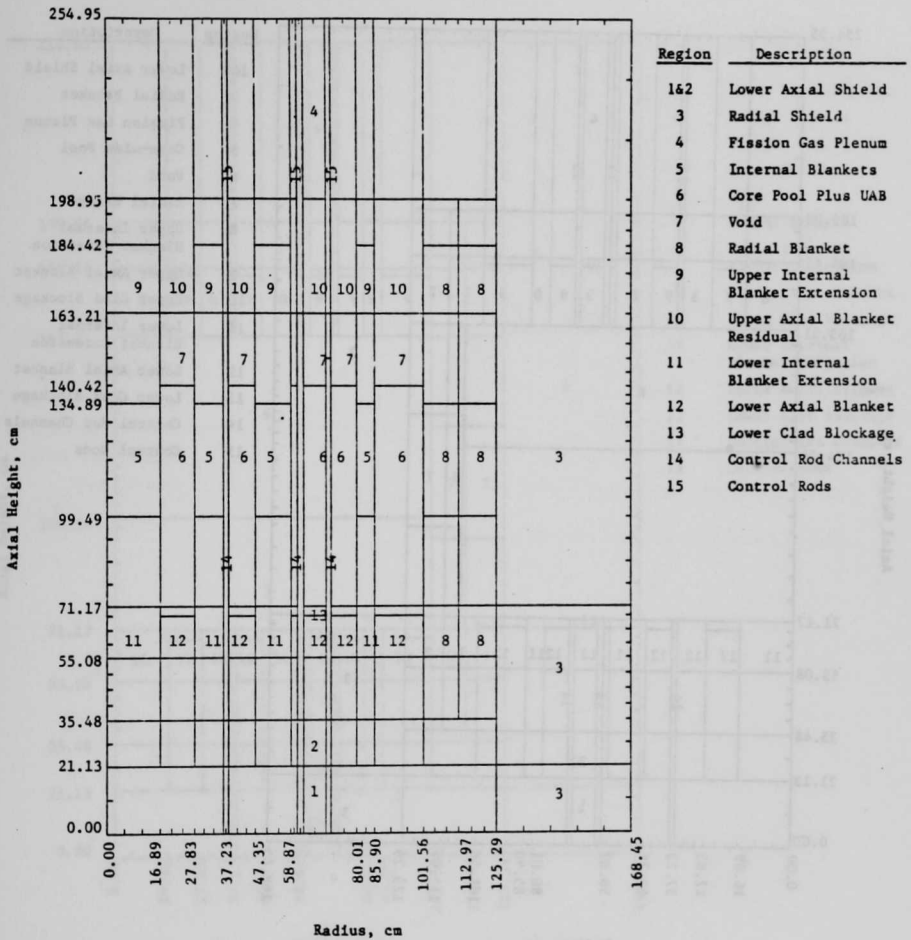 254.95
198.95
184.42
163.21
140.42
134.89
99.49
71.17
55.08
35.48
21.13
0.00
Axial Height, cm
4
15 15 15
9 10 9 10 9 10 10 9 10 8 8
7 7 7 7 7
5 6 5 6 5 6 6 5 6 8 8 3
14 14 14
13
11 12 11 12 11 12 12 11 12 8 8
3
2
1 3
0.00 16.89 27.83 37.23 47.35 58.87 80.01 85.90 101.56 112.97 125.29 168.45
Radius, cm
Region Description
1&2 Lower Axial Shield
3 Radial Shield
4 Fission Gas Plenum
5 Internal Blankets
6 Core Pool Plus UAB
7 Void
8 Radial Blanket
9 Upper Internal
Blanket Extension
10 Upper Axial Blanket
Residual
11 Lower Internal
Blanket Extension
12 Lower Axial Blanket
13 Lower Clad Blockage
14 Control Rod Channels
15 Control Rods